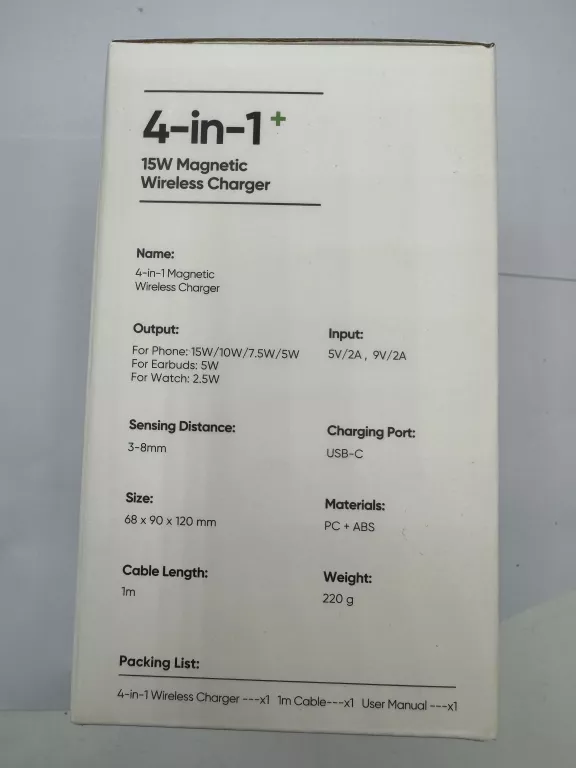 4-in-1+
15W Magnetic
Wireless Charger
Name:
4-in-1 Magnetic
Wireless Charger
Output:
For Phone: 15W/10W/7.5W/5W
For Earbuds: 5W
For Watch: 2.5W
Input:
5V/2A , 9V/2A
Sensing Distance:
3-8mm
Charging Port:
USB-C
Size:
68 x 90 x 120 mm
Materials:
PC + ABS
Cable Length:
1m
Weight:
220 g
Packing List:
4-in-1 Wireless Charger ---x1 1m Cable---x1 User Manual ---x1